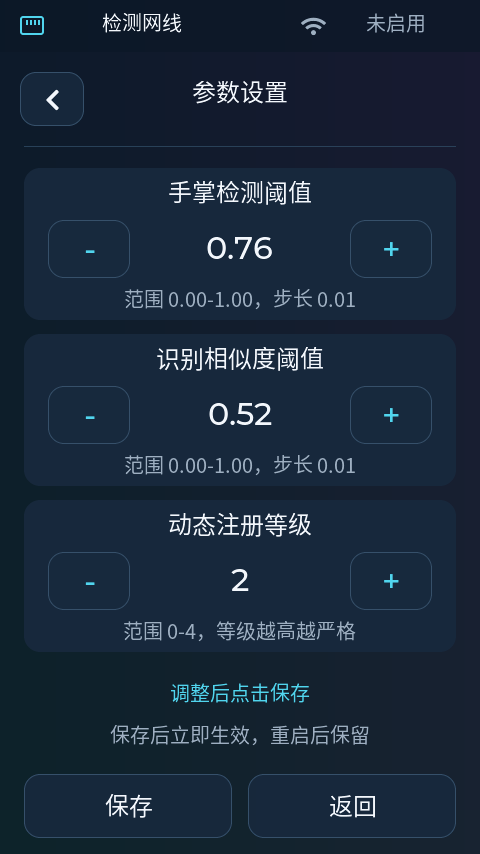 检测网线 未启用
参数设置
手掌检测阈值
- 0.76 +
范围 0.00-1.00，步长 0.01
识别相似度阈值
- 0.52 +
范围 0.00-1.00，步长 0.01
动态注册等级
- 2 +
范围 0-4，等级越高越严格
调整后点击保存
保存后立即生效，重启后保留
保存 返回